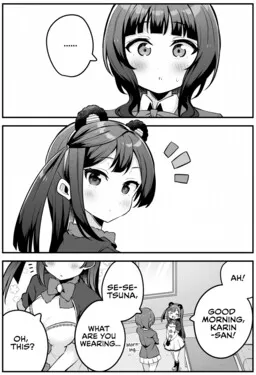 ......
AH!
GOOD
MORNING,
KARIN
-SAN!
SE-SE-
TSUNA,
WHAT
ARE YOU
WEARING...
OH,
THIS?